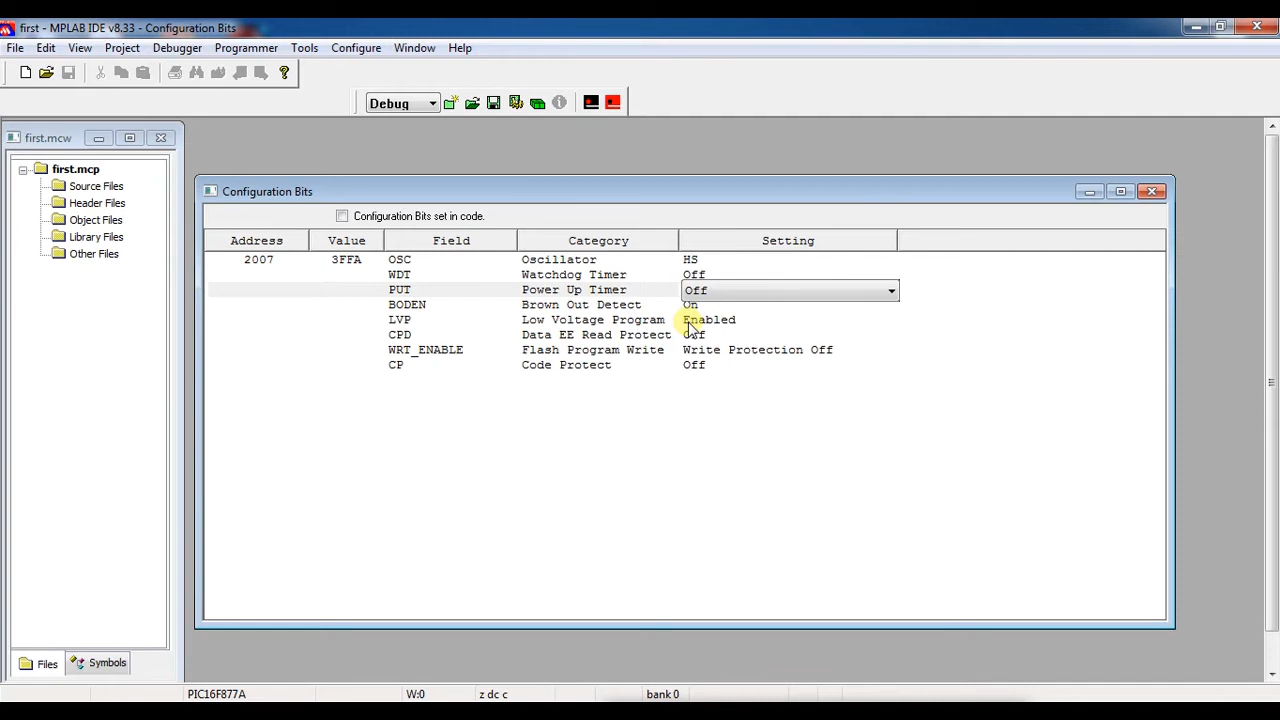 first - MPLAB IDE v8.33 - Configuration Bits
File Edit View Project Debugger Programmer Tools Configure Window Help
Debug
first.mcw
first.mcp
Source Files
Header Files
Object Files
Library Files
Other Files
Files Symbols
Configuration Bits
Configuration Bits set in code.
Address Value Field Category Setting
2007 3FFA OSC Oscillator HS
WDT Watchdog Timer Off
PUT Power Up Timer Off
BODEN Brown Out Detect On
LVP Low Voltage Program Enabled
CPD Data EE Read Protect Off
WRT_ENABLE Flash Program Write Write Protection Off
CP Code Protect Off
PIC16F877A W:0 z dc c bank 0